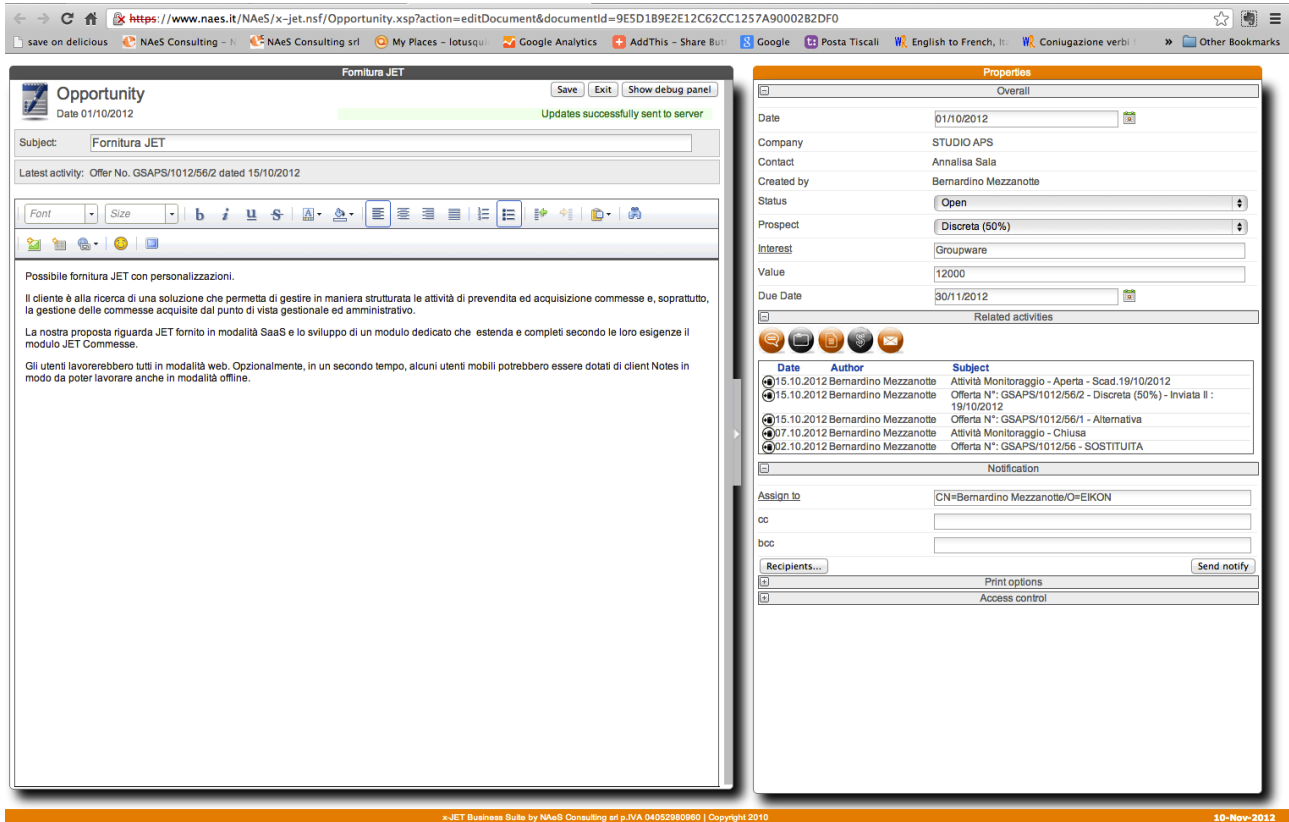 https://www.naes.it/NAeS/x-jet.nsf/Opportunity.xsp?action=editDocument&documentId=9E5D1B9E2E12C62CC1257A90002B2DF0
save on delicious NAeS Consulting – N NAeS Consulting srl My Places – lotusqui Google Analytics AddThis – Share But Google Posta Tiscali English to French, It Coniugazione verbi » Other Bookmarks
Fornitura JET
Opportunity
Save Exit Show debug panel
Date 01/10/2012
Updates successfully sent to server
Subject: Fornitura JET
Latest activity: Offer No. GSAPS/1012/56/2 dated 15/10/2012
Font Size b i u S
Possibile fornitura JET con personalizzazioni.
Il cliente è alla ricerca di una soluzione che permetta di gestire in maniera strutturata le attività di prevendita ed acquisizione commesse e, soprattutto,
la gestione delle commesse acquisite dal punto di vista gestionale ed amministrativo.
La nostra proposta riguarda JET fornito in modalità SaaS e lo sviluppo di un modulo dedicato che estenda e completi secondo le loro esigenze il
modulo JET Commesse.
Gli utenti lavorerebbero tutti in modalità web. Opzionalmente, in un secondo tempo, alcuni utenti mobili potrebbero essere dotati di client Notes in
modo da poter lavorare anche in modalità offline.
Properties
Overall
Date 01/10/2012
Company STUDIO APS
Contact Annalisa Sala
Created by Bernardino Mezzanotte
Status Open
Prospect Discreta (50%)
Interest Groupware
Value 12000
Due Date 30/11/2012
Related activities
Date Author Subject
15.10.2012 Bernardino Mezzanotte Attività Monitoraggio - Aperta - Scad.19/10/2012
15.10.2012 Bernardino Mezzanotte Offerta N°: GSAPS/1012/56/2 - Discreta (50%) - Inviata Il :
19/10/2012
15.10.2012 Bernardino Mezzanotte Offerta N°: GSAPS/1012/56/1 - Alternativa
07.10.2012 Bernardino Mezzanotte Attività Monitoraggio - Chiusa
02.10.2012 Bernardino Mezzanotte Offerta N°: GSAPS/1012/56 - SOSTITUITA
Notification
Assign to CN=Bernardino Mezzanotte/O=EIKON
cc
bcc
Recipients... Send notify
Print options
Access control
x-JET Business Suite by NAeS Consulting srl p.IVA 04052980960 | Copyright 2010
10-Nov-2012